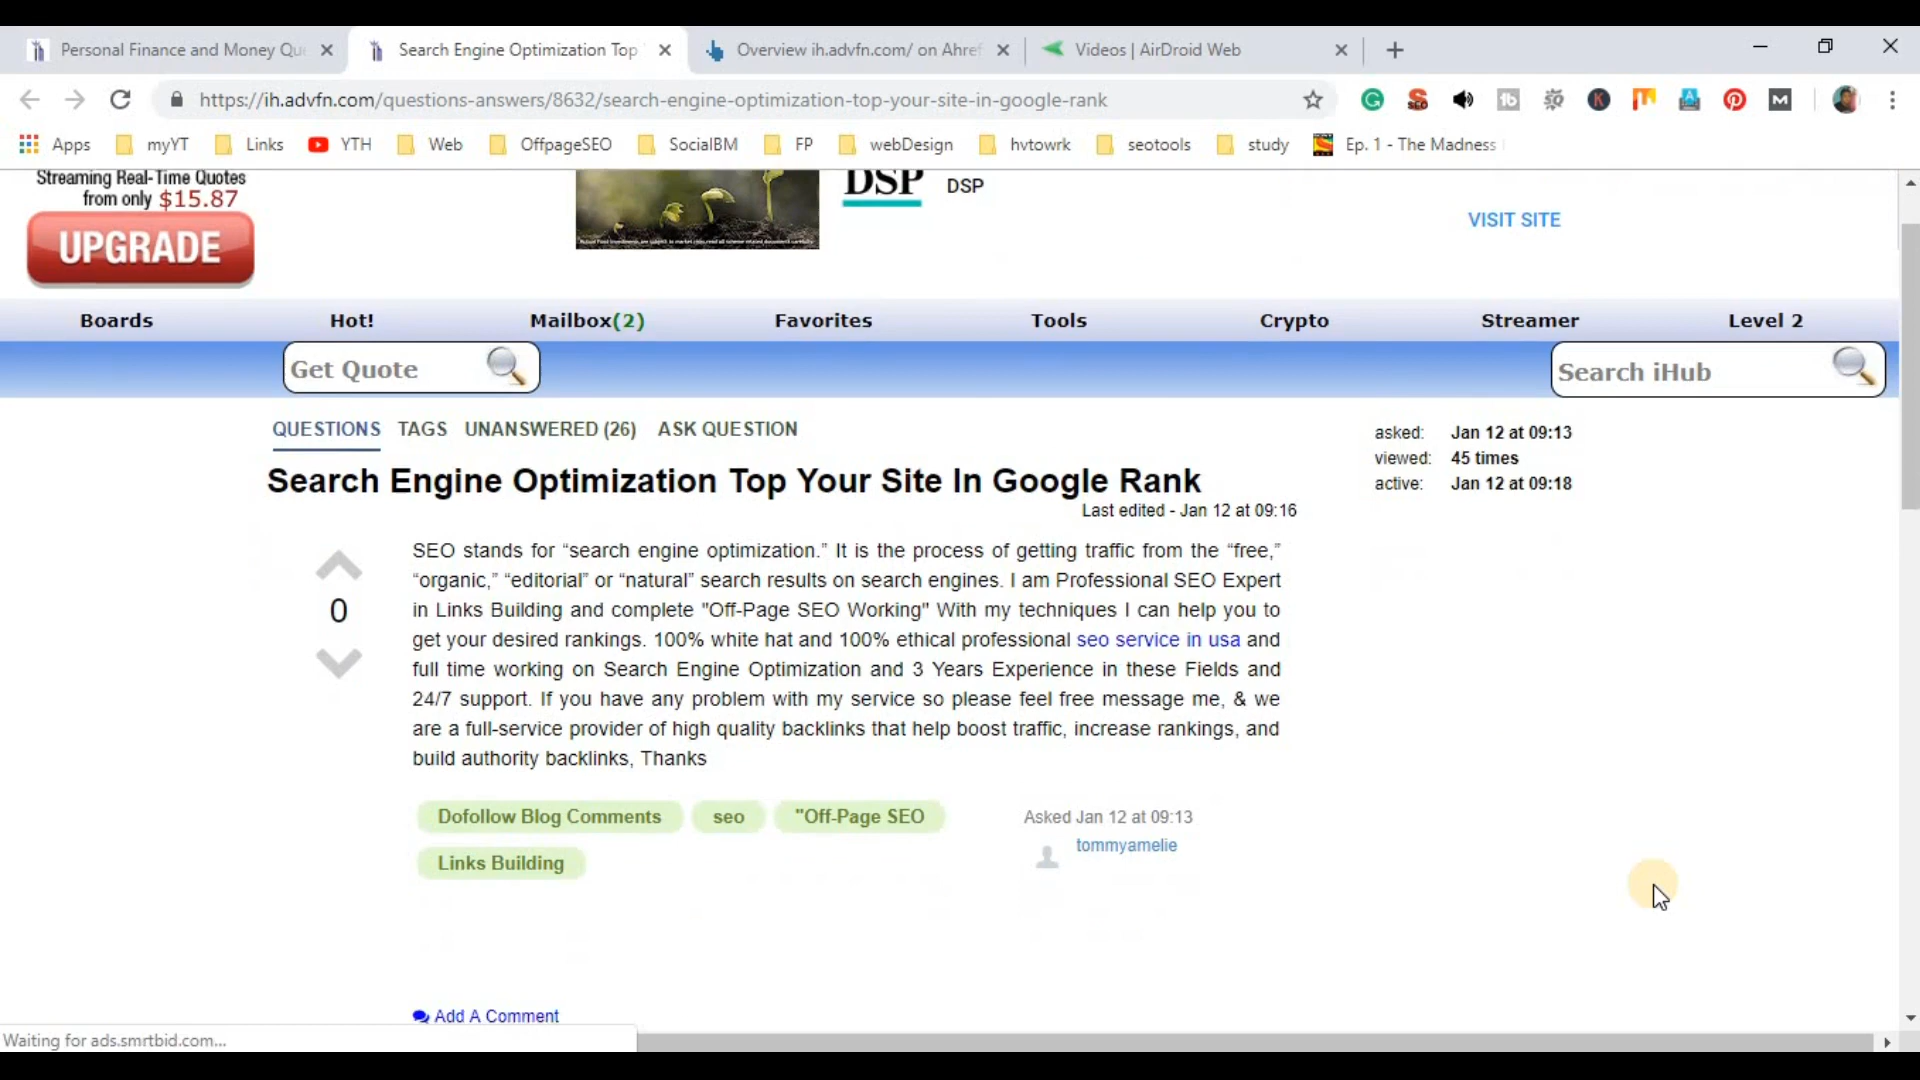 Personal Finance and Money Que
Search Engine Optimization Top
Overview ih.advfn.com/ on Ahref
Videos | AirDroid Web
https://ih.advfn.com/questions-answers/8632/search-engine-optimization-top-your-site-in-google-rank
Apps myYT Links YTH Web OffpageSEO SocialBM FP webDesign hvtowrk seotools study Ep. 1 - The Madness
Streaming Real-Time Quotes
from only $15.87
UPGRADE
DSP DSP
VISIT SITE
Boards Hot! Mailbox(2) Favorites Tools Crypto Streamer Level 2
Get Quote Search iHub
QUESTIONS TAGS UNANSWERED (26) ASK QUESTION
asked: Jan 12 at 09:13
viewed: 45 times
active: Jan 12 at 09:18
Search Engine Optimization Top Your Site In Google Rank
Last edited - Jan 12 at 09:16
0
SEO stands for “search engine optimization.” It is the process of getting traffic from the “free,”
“organic,” “editorial” or “natural” search results on search engines. I am Professional SEO Expert
in Links Building and complete "Off-Page SEO Working" With my techniques I can help you to
get your desired rankings. 100% white hat and 100% ethical professional seo service in usa and
full time working on Search Engine Optimization and 3 Years Experience in these Fields and
24/7 support. If you have any problem with my service so please feel free message me, & we
are a full-service provider of high quality backlinks that help boost traffic, increase rankings, and
build authority backlinks, Thanks
Dofollow Blog Comments seo "Off-Page SEO
Links Building
Asked Jan 12 at 09:13
tommyamelie
Add A Comment
Waiting for ads.smrtbid.com...